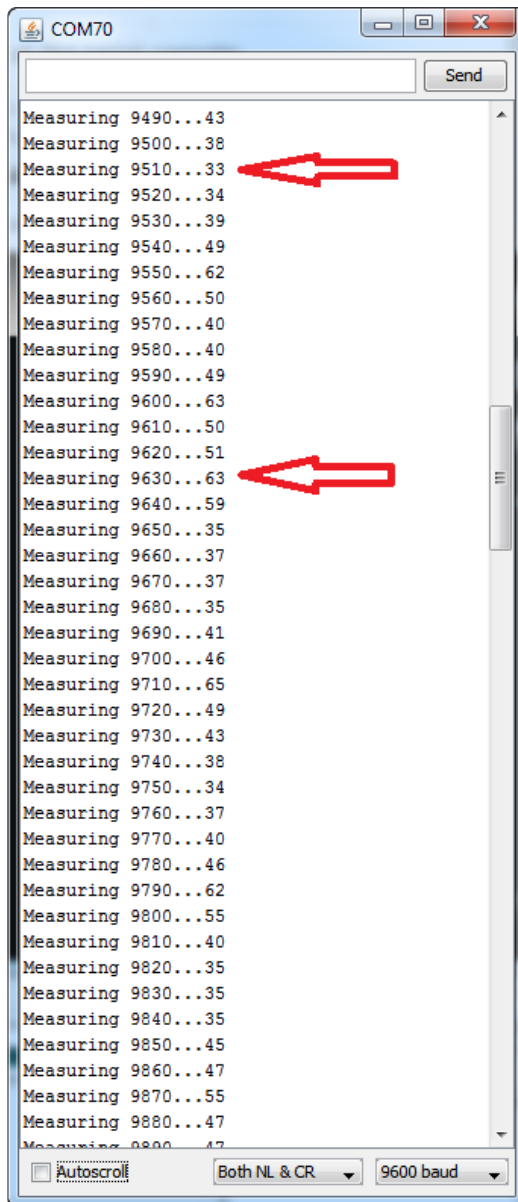 COM70
Send
Measuring 9490...43
Measuring 9500...38
Measuring 9510...33
Measuring 9520...34
Measuring 9530...39
Measuring 9540...49
Measuring 9550...62
Measuring 9560...50
Measuring 9570...40
Measuring 9580...40
Measuring 9590...49
Measuring 9600...63
Measuring 9610...50
Measuring 9620...51
Measuring 9630...63
Measuring 9640...59
Measuring 9650...35
Measuring 9660...37
Measuring 9670...37
Measuring 9680...35
Measuring 9690...41
Measuring 9700...46
Measuring 9710...65
Measuring 9720...49
Measuring 9730...43
Measuring 9740...38
Measuring 9750...34
Measuring 9760...37
Measuring 9770...40
Measuring 9780...46
Measuring 9790...62
Measuring 9800...55
Measuring 9810...40
Measuring 9820...35
Measuring 9830...35
Measuring 9840...35
Measuring 9850...45
Measuring 9860...47
Measuring 9870...55
Measuring 9880...47
Measuring 9890...47
Autoscroll Both NL & CR 9600 baud